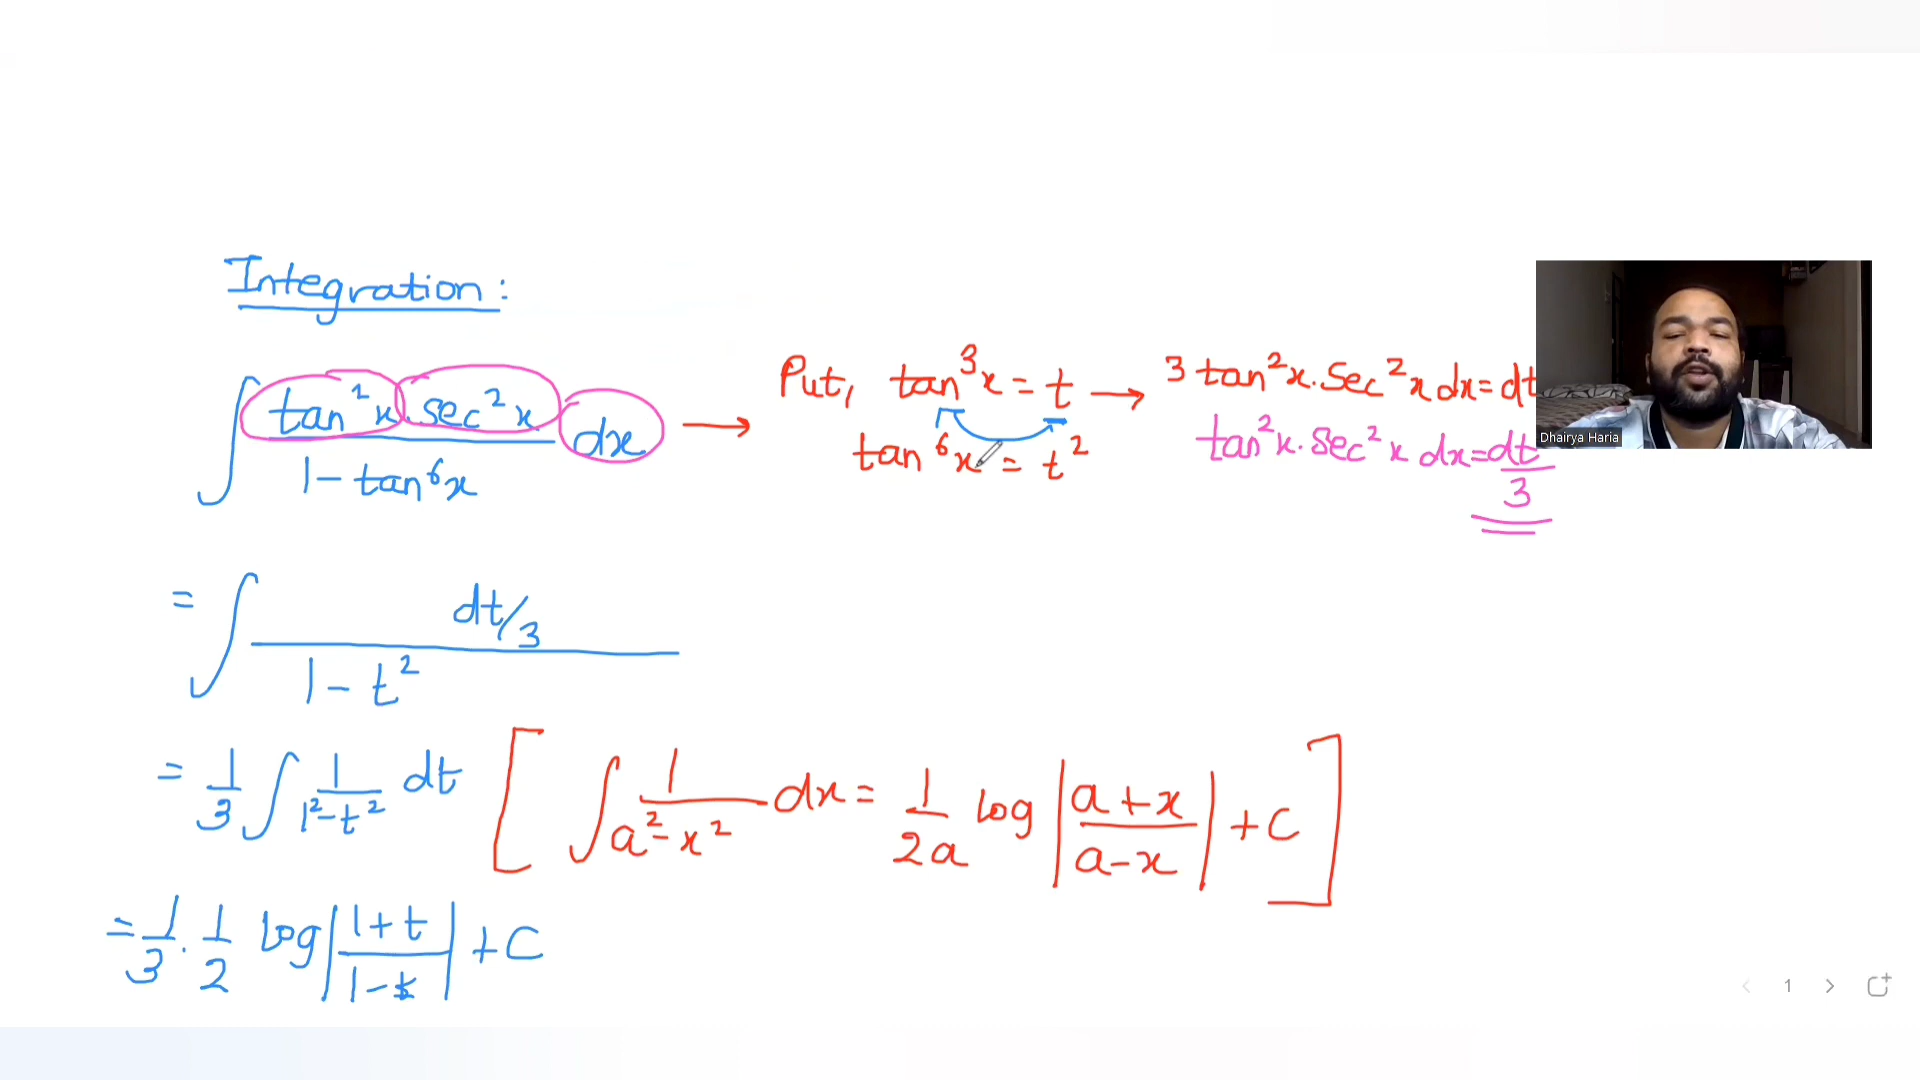 Integration:
∫ tan²x.sec²x / 1-tan⁶x dx → Put, tan³x = t → 3tan²x.sec²x dx = dt
tan⁶x = t²
tan²x.sec²x dx = dt/3
Dhairya Haria
= ∫ dt/3 / 1-t²
= 1/3 ∫ 1/1²-t² dt [∫ 1/a²-x² dx = 1/2a log |a+x/a-x| + C]
= 1/3 . 1/2 log |1+t/1-t| + C
1